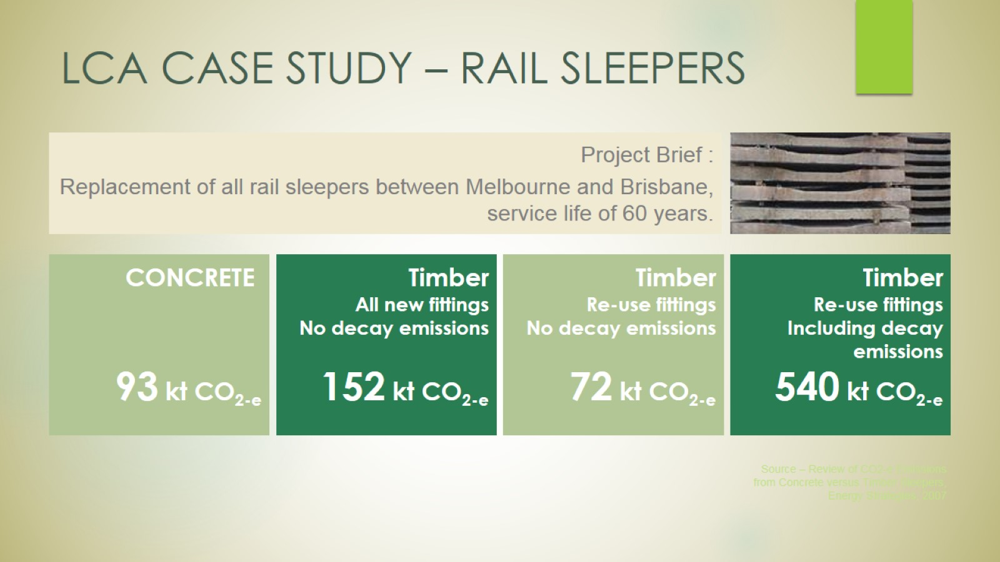 LCA CASE STUDY – RAIL SLEEPERS
Project Brief :
Replacement of all rail sleepers between Melbourne and Brisbane,
service life of 60 years.
CONCRETE
93 kt CO2-e
Timber
All new fittings
No decay emissions
152 kt CO2-e
Timber
Re-use fittings
No decay emissions
72 kt CO2-e
Timber
Re-use fittings
Including decay
emissions
540 kt CO2-e
Source – Review of CO2-e Emissions
from Concrete versus Timber Sleepers,
Energy Strategies, 2007